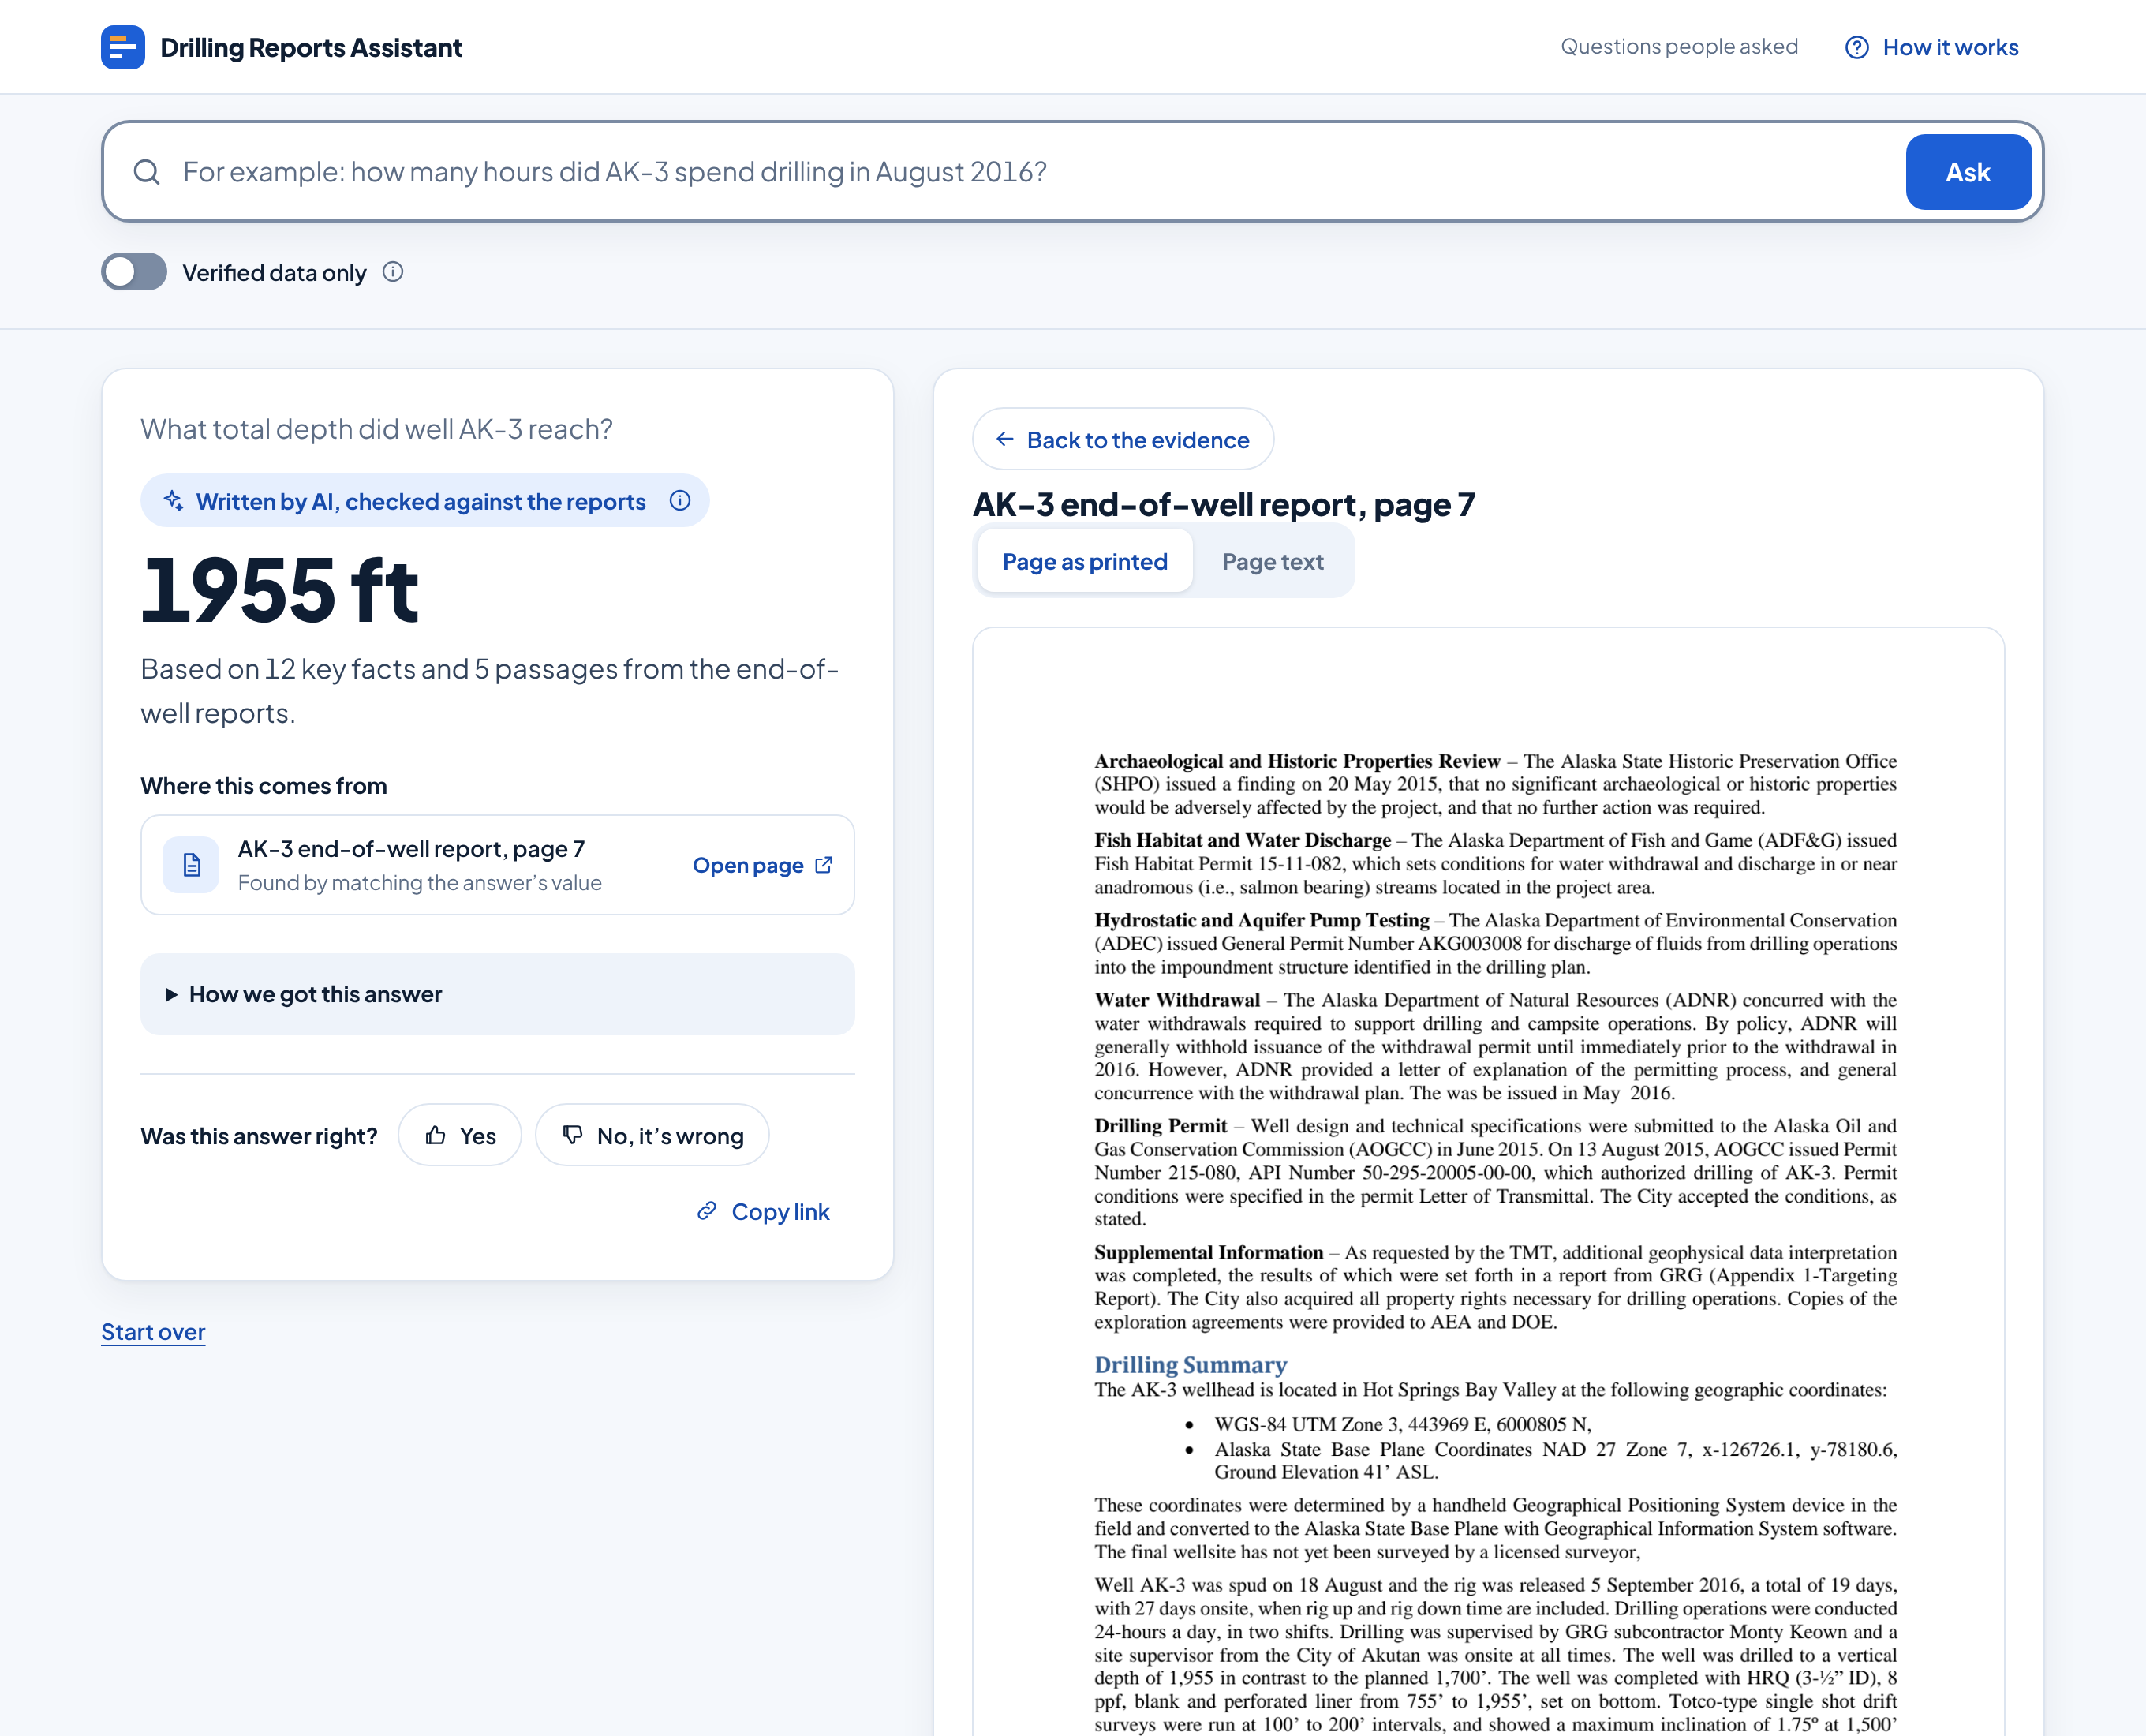 Drilling Reports Assistant
Questions people asked
How it works
For example: how many hours did AK-3 spend drilling in August 2016?
Ask
Verified data only
What total depth did well AK-3 reach?
Written by AI, checked against the reports
1955 ft
Based on 12 key facts and 5 passages from the end-of-
well reports.
Where this comes from
AK-3 end-of-well report, page 7
Found by matching the answer’s value
Open page
How we got this answer
Was this answer right?
Yes
No, it’s wrong
Copy link
Start over
Back to the evidence
AK-3 end-of-well report, page 7
Page as printed
Page text
Archaeological and Historic Properties Review – The Alaska State Historic Preservation Office
(SHPO) issued a finding on 20 May 2015, that no significant archaeological or historic properties
would be adversely affected by the project, and that no further action was required.
Fish Habitat and Water Discharge – The Alaska Department of Fish and Game (ADF&G) issued
Fish Habitat Permit 15-11-082, which sets conditions for water withdrawal and discharge in or near
anadromous (i.e., salmon bearing) streams located in the project area.
Hydrostatic and Aquifer Pump Testing – The Alaska Department of Environmental Conservation
(ADEC) issued General Permit Number AKG003008 for discharge of fluids from drilling operations
into the impoundment structure identified in the drilling plan.
Water Withdrawal – The Alaska Department of Natural Resources (ADNR) concurred with the
water withdrawals required to support drilling and campsite operations. By policy, ADNR will
generally withhold issuance of the withdrawal permit until immediately prior to the withdrawal in
2016. However, ADNR provided a letter of explanation of the permitting process, and general
concurrence with the withdrawal plan. The was be issued in May 2016.
Drilling Permit – Well design and technical specifications were submitted to the Alaska Oil and
Gas Conservation Commission (AOGCC) in June 2015. On 13 August 2015, AOGCC issued Permit
Number 215-080, API Number 50-295-20005-00-00, which authorized drilling of AK-3. Permit
conditions were specified in the permit Letter of Transmittal. The City accepted the conditions, as
stated.
Supplemental Information – As requested by the TMT, additional geophysical data interpretation
was completed, the results of which were set forth in a report from GRG (Appendix 1-Targeting
Report). The City also acquired all property rights necessary for drilling operations. Copies of the
exploration agreements were provided to AEA and DOE.
Drilling Summary
The AK-3 wellhead is located in Hot Springs Bay Valley at the following geographic coordinates:
• WGS-84 UTM Zone 3, 443969 E, 6000805 N,
• Alaska State Base Plane Coordinates NAD 27 Zone 7, x-126726.1, y-78180.6,
Ground Elevation 41’ ASL.
These coordinates were determined by a handheld Geographical Positioning System device in the
field and converted to the Alaska State Base Plane with Geographical Information System software.
The final wellsite has not yet been surveyed by a licensed surveyor,
Well AK-3 was spud on 18 August and the rig was released 5 September 2016, a total of 19 days,
with 27 days onsite, when rig up and rig down time are included. Drilling operations were conducted
24-hours a day, in two shifts. Drilling was supervised by GRG subcontractor Monty Keown and a
site supervisor from the City of Akutan was onsite at all times. The well was drilled to a vertical
depth of 1,955 in contrast to the planned 1,700’. The well was completed with HRQ (3-½” ID), 8
ppf, blank and perforated liner from 755’ to 1,955’, set on bottom. Totco-type single shot drift
surveys were run at 100’ to 200’ intervals, and showed a maximum inclination of 1.75º at 1,500’